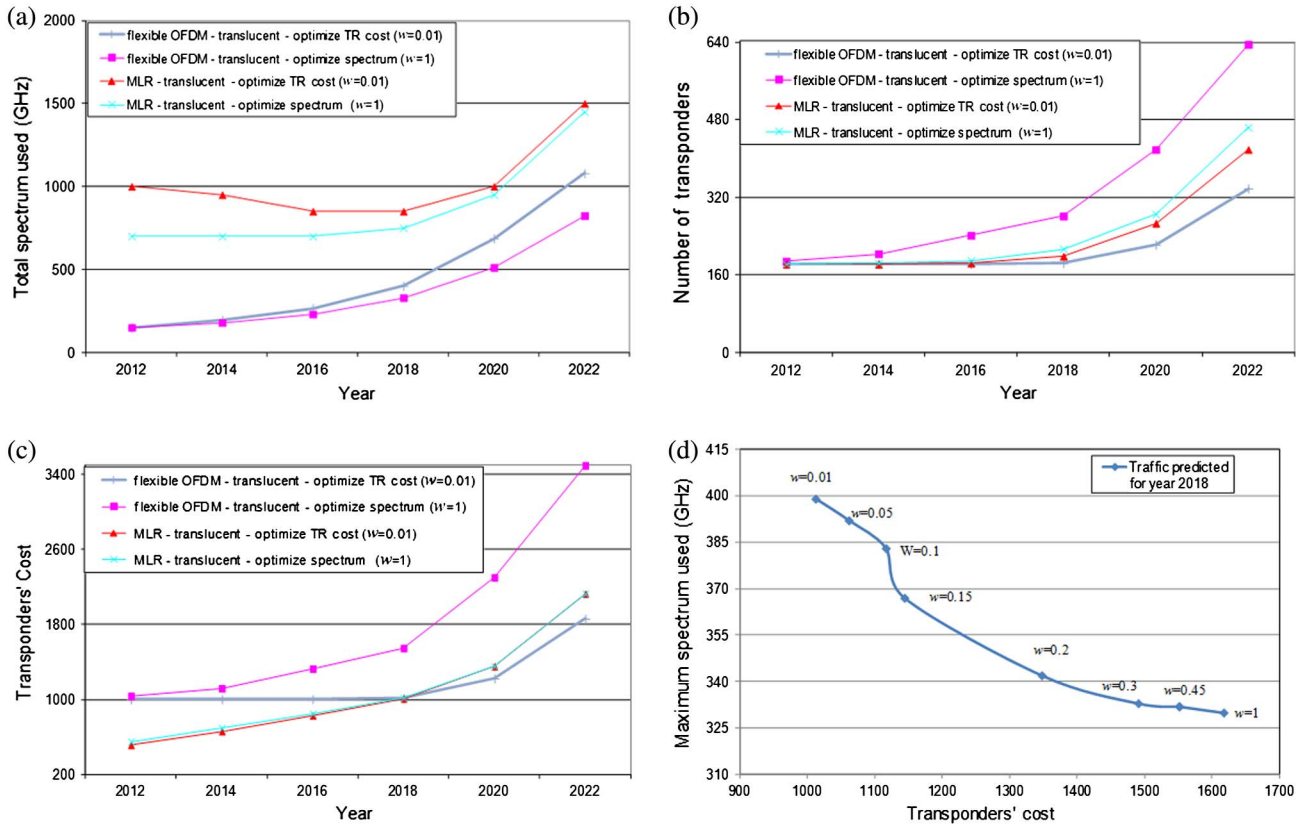 (a)
Total spectrum used (GHz)
2000
1500
1000
500
0
flexible OFDM - translucent - optimize TR cost (w=0.01)
flexible OFDM - translucent - optimize spectrum (w=1)
MLR - translucent - optimize TR cost (w=0.01)
MLR - translucent - optimize spectrum (w=1)
2012 2014 2016 2018 2020 2022
Year
(b)
Number of transponders
640
480
320
160
0
flexible OFDM - translucent - optimize TR cost (w=0.01)
flexible OFDM - translucent - optimize spectrum (w=1)
MLR - translucent - optimize TR cost (w=0.01)
MLR - translucent - optimize spectrum (w=1)
2012 2014 2016 2018 2020 2022
Year
(c)
Transponders' Cost
3400
2600
1800
1000
200
flexible OFDM - translucent - optimize TR cost (w=0.01)
flexible OFDM - translucent - optimize spectrum (w=1)
MLR - translucent - optimize TR cost (w=0.01)
MLR - translucent - optimize spectrum (w=1)
2012 2014 2016 2018 2020 2022
Year
(d)
Maximum spectrum used (GHz)
415
400
385
370
355
340
325
310
Traffic predicted
for year 2018
w=0.01
w=0.05
W=0.1
w=0.15
w=0.2
w=0.3
w=0.45
w=1
900 1000 1100 1200 1300 1400 1500 1600 1700
Transponders' cost